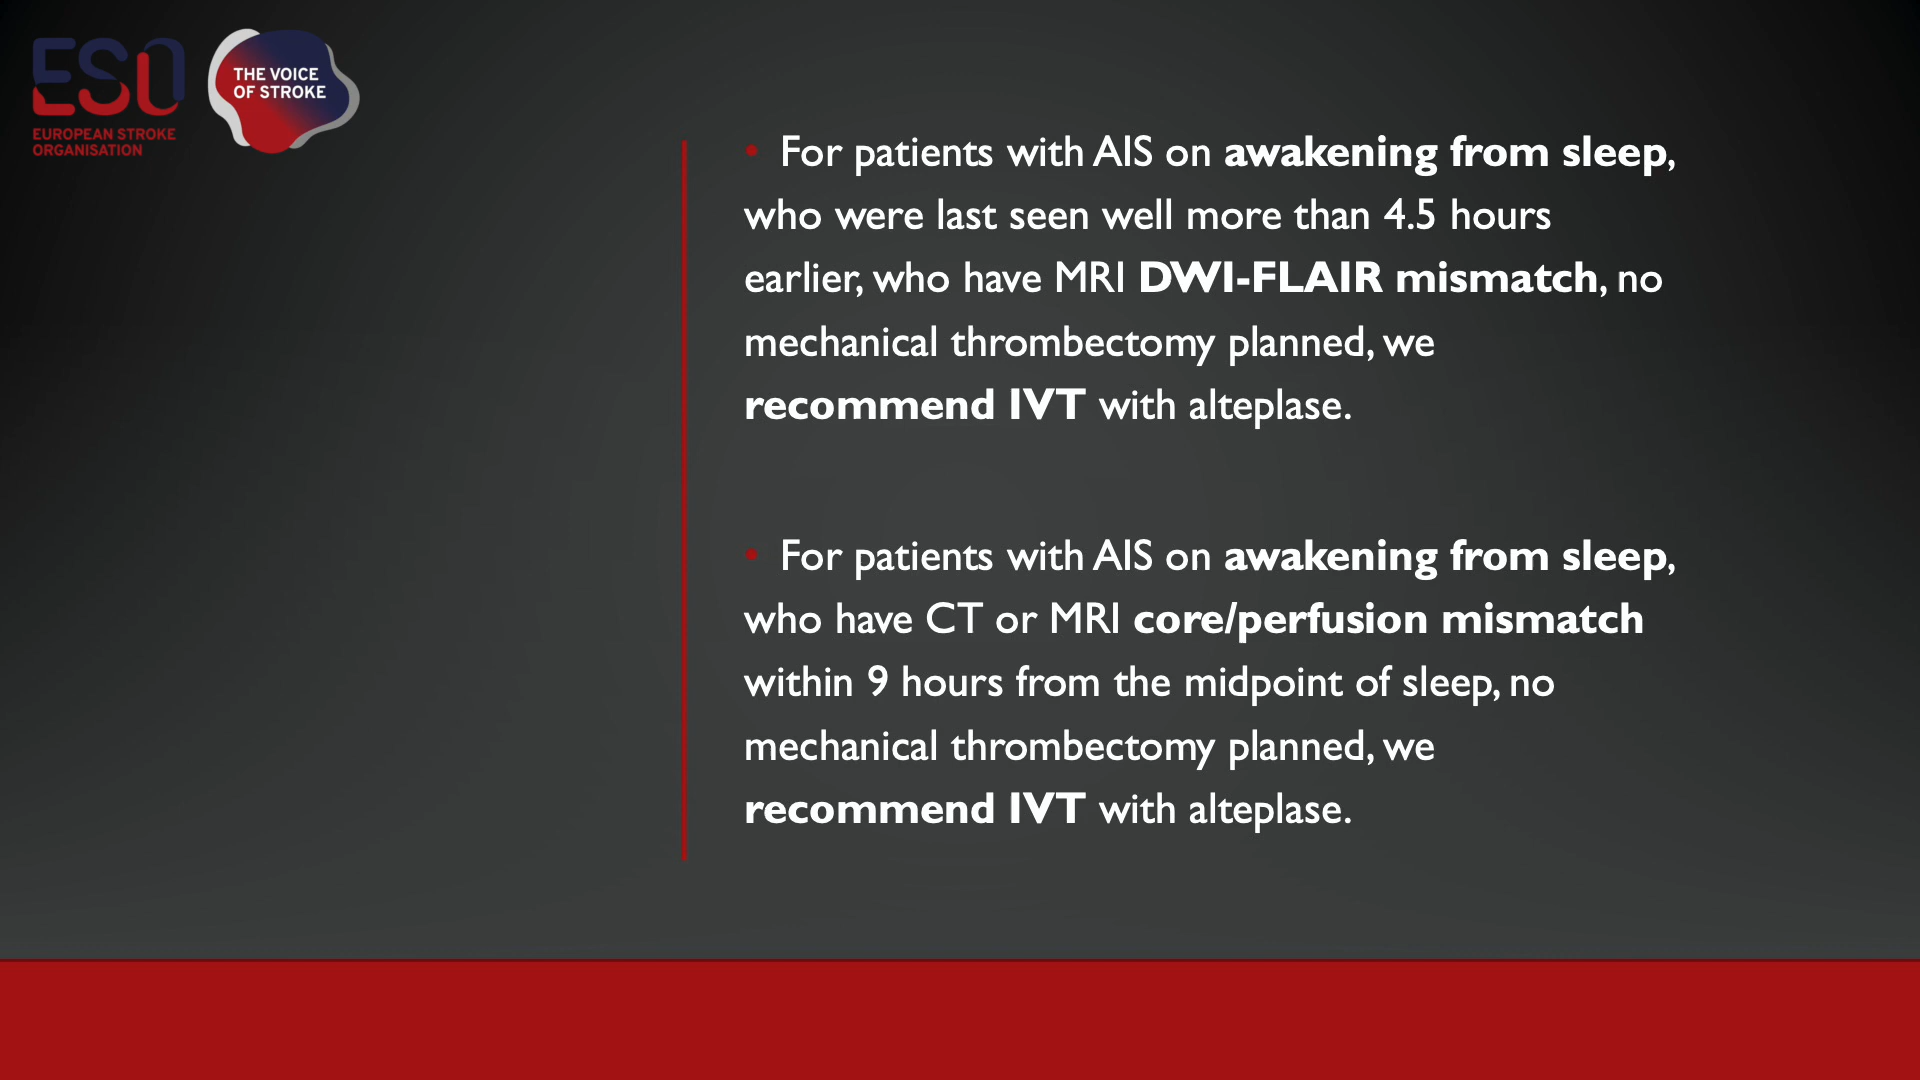 ESO
EUROPEAN STROKE
ORGANISATION
THE VOICE
OF STROKE
• For patients with AIS on awakening from sleep,
who were last seen well more than 4.5 hours
earlier, who have MRI DWI-FLAIR mismatch, no
mechanical thrombectomy planned, we
recommend IVT with alteplase.
• For patients with AIS on awakening from sleep,
who have CT or MRI core/perfusion mismatch
within 9 hours from the midpoint of sleep, no
mechanical thrombectomy planned, we
recommend IVT with alteplase.